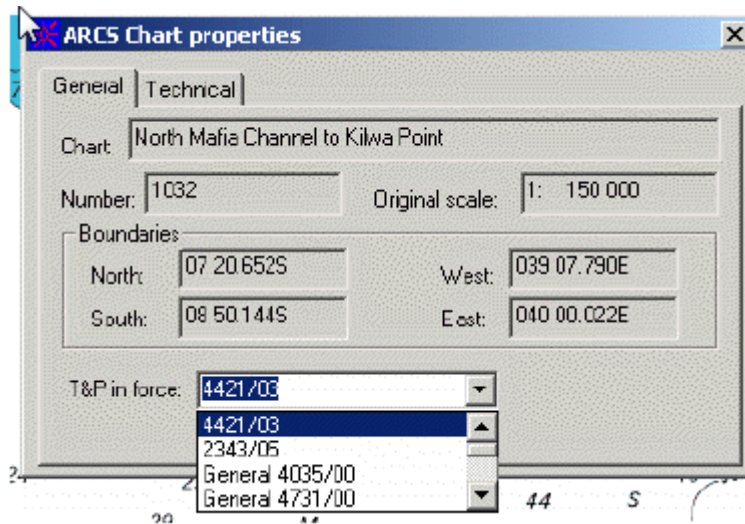 ARCS Chart properties
General Technical
Chart: North Mafia Channel to Kilwa Point
Number: 1032 Original scale: 1: 150 000
Boundaries
North: 07 20.652S West: 039 07.790E
South: 08 50.144S East: 040 00.022E
T&P in force: 4421/03
4421/03
2343/05
General 4035/00
General 4731/00
44 S